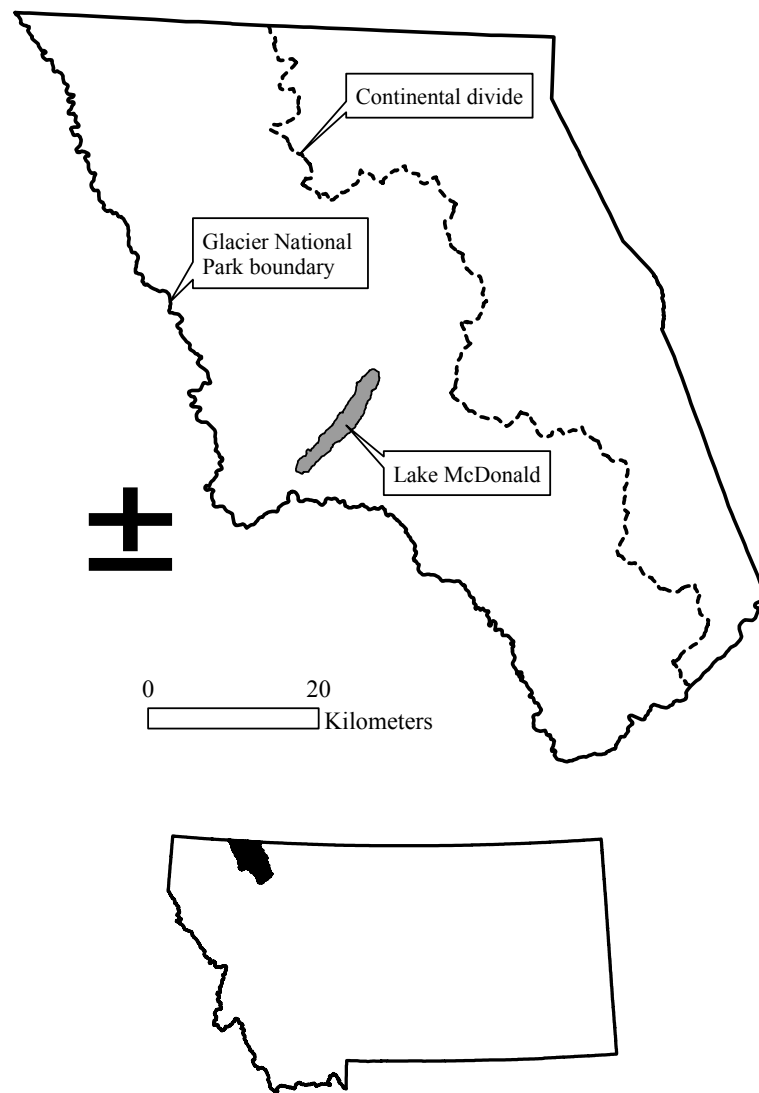 Continental divide
Glacier National
Park boundary
Lake McDonald
±
0 20
Kilometers